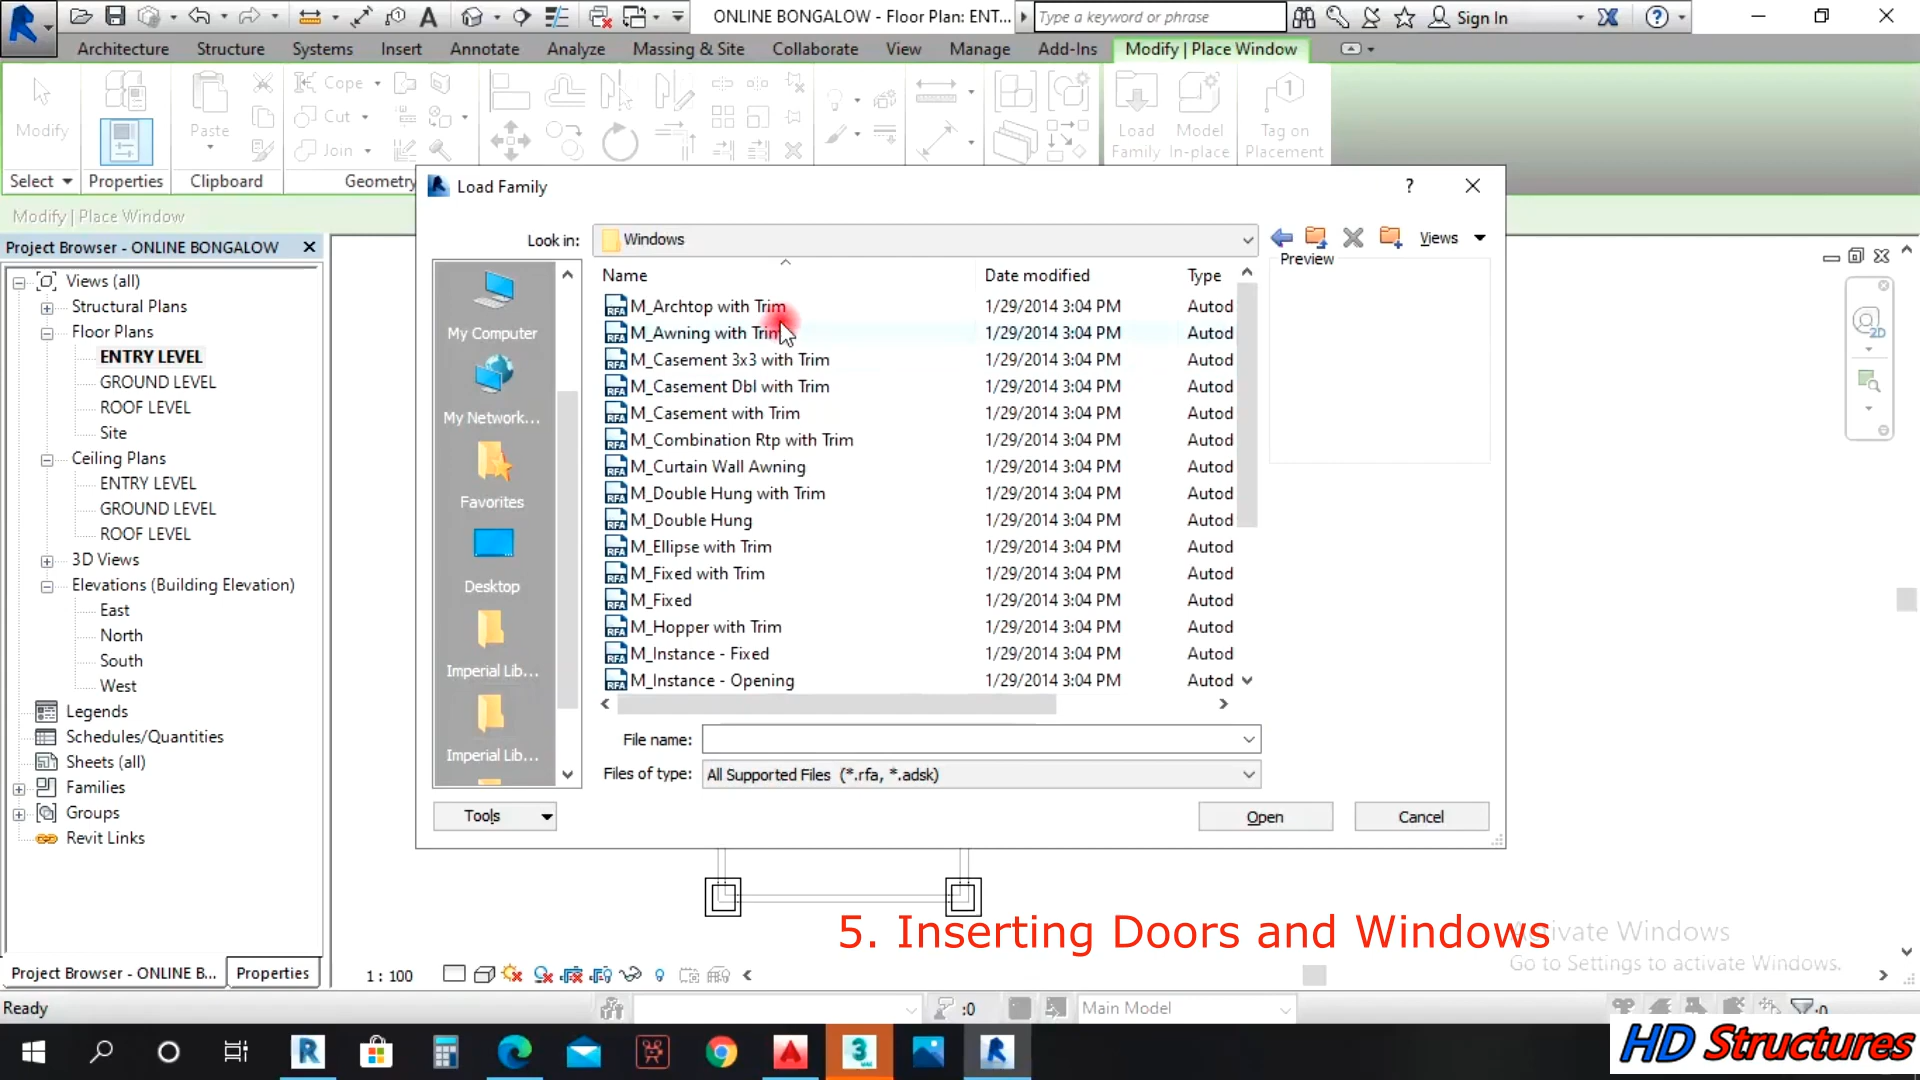 ONLINE BONGALOW - Floor Plan: ENT...
Type a keyword or phrase
Sign In
Architecture
Structure
Systems
Insert
Annotate
Analyze
Massing & Site
Collaborate
View
Manage
Add-Ins
Modify | Place Window
Modify
Paste
Cope
Cut
Join
Load Family
Model In-place
Tag on Placement
Select
Properties
Clipboard
Geometry
Modify | Place Window
Project Browser - ONLINE BONGALOW
Views (all)
Structural Plans
Floor Plans
ENTRY LEVEL
GROUND LEVEL
ROOF LEVEL
Site
Ceiling Plans
ENTRY LEVEL
GROUND LEVEL
ROOF LEVEL
3D Views
Elevations (Building Elevation)
East
North
South
West
Legends
Schedules/Quantities
Sheets (all)
Families
Groups
Revit Links
Project Browser - ONLINE B...
Properties
Load Family
Look in:
Windows
Views
Preview
My Computer
My Network...
Favorites
Desktop
Imperial Lib...
Imperial Lib...
Name Date modified Type
M_Archtop with Trim 1/29/2014 3:04 PM Autod
M_Awning with Trim 1/29/2014 3:04 PM Autod
M_Casement 3x3 with Trim 1/29/2014 3:04 PM Autod
M_Casement Dbl with Trim 1/29/2014 3:04 PM Autod
M_Casement with Trim 1/29/2014 3:04 PM Autod
M_Combination Rtp with Trim 1/29/2014 3:04 PM Autod
M_Curtain Wall Awning 1/29/2014 3:04 PM Autod
M_Double Hung with Trim 1/29/2014 3:04 PM Autod
M_Double Hung 1/29/2014 3:04 PM Autod
M_Ellipse with Trim 1/29/2014 3:04 PM Autod
M_Fixed with Trim 1/29/2014 3:04 PM Autod
M_Fixed 1/29/2014 3:04 PM Autod
M_Hopper with Trim 1/29/2014 3:04 PM Autod
M_Instance - Fixed 1/29/2014 3:04 PM Autod
M_Instance - Opening 1/29/2014 3:04 PM Autod
File name:
Files of type: All Supported Files (*.rfa, *.adsk)
Tools
Open
Cancel
2D
5. Inserting Doors and Windows
Activate Windows
Go to Settings to activate Windows.
1 : 100
Ready
:0
Main Model
:0
HD Structures